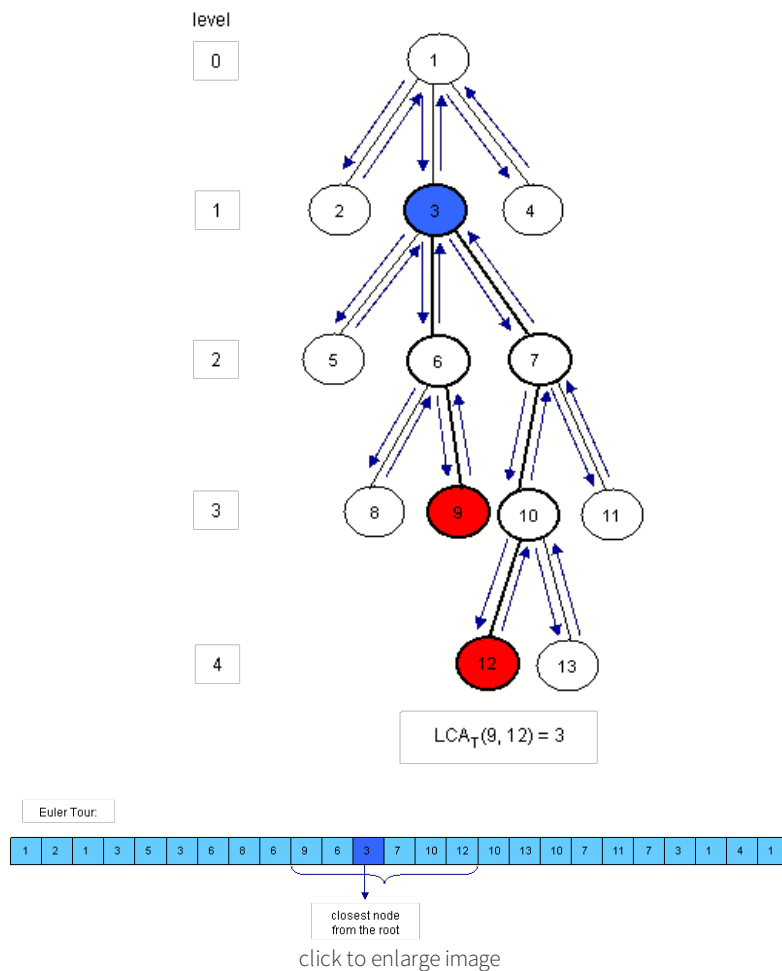 level
0 1
1 2 3 4
2 5 6 7
3 8 9 10 11
4 12 13
LCA_T(9, 12) = 3
Euler Tour:
1 2 1 3 5 3 6 8 6 9 6 3 7 10 12 10 13 10 7 11 7 3 1 4 1
closest node
from the root
click to enlarge image